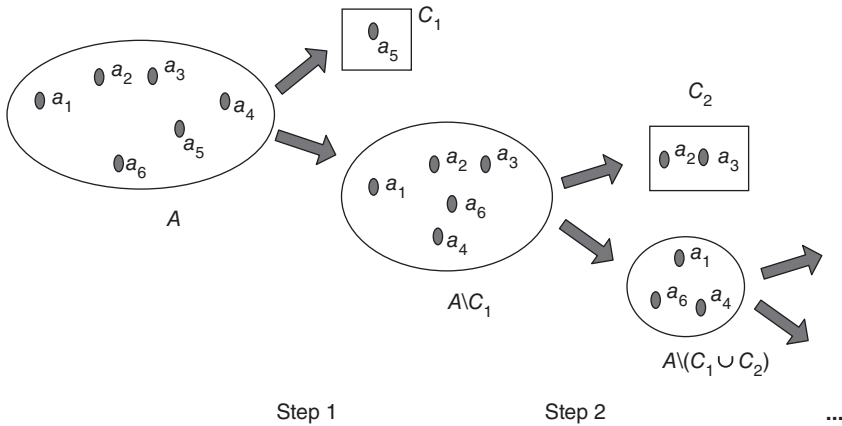 C₁
a₅
a₁ a₂ a₃ a₄
a₅
a₆
A
C₂
a₂ a₃
a₁ a₂ a₃
a₆
a₄
A\C₁
a₁
a₆ a₄
A\(C₁ ∪ C₂)
Step 1 Step 2 ...